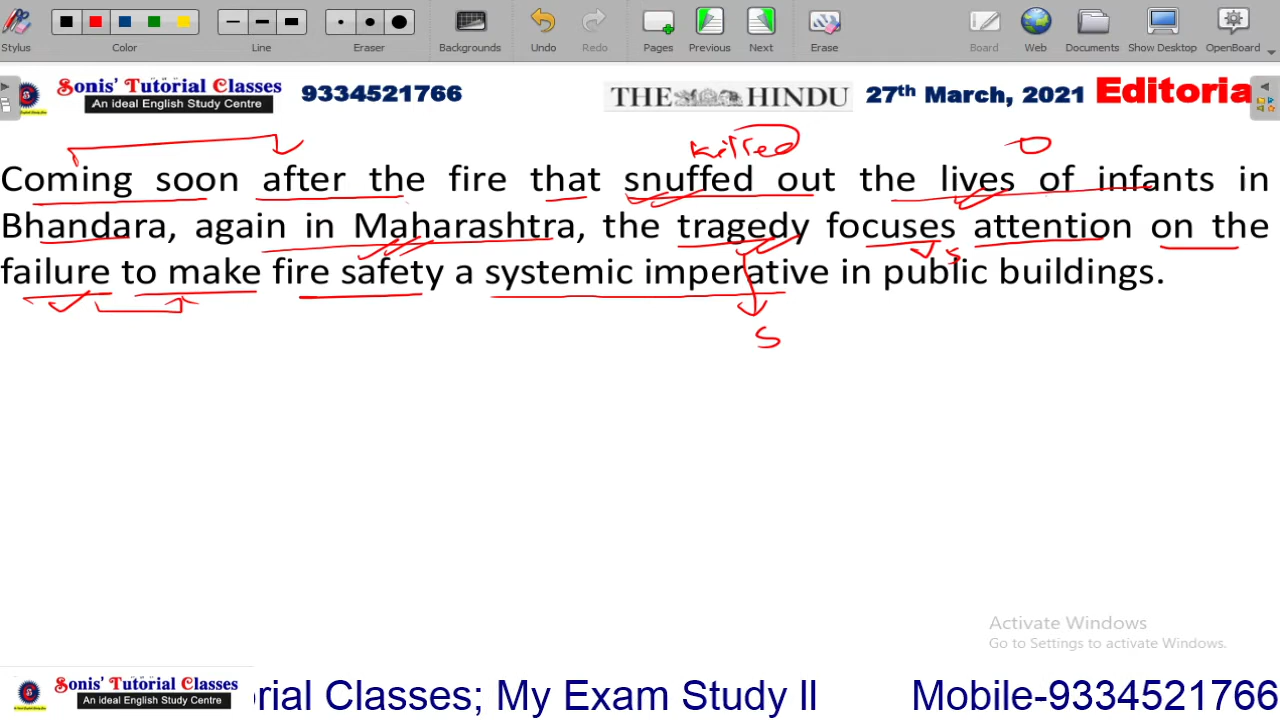 Stylus Color Line Eraser Backgrounds Undo Redo Pages Previous Next Erase Board Web Documents Show Desktop OpenBoard
Sonis' Tutorial Classes
An ideal English Study Centre
9334521766
THE HINDU
27th March, 2021
Editoria
killed
Coming soon after the fire that snuffed out the lives of infants in
Bhandara, again in Maharashtra, the tragedy focuses attention on the
s
failure to make fire safety a systemic imperative in public buildings.
S
Activate Windows
Go to Settings to activate Windows.
Sonis' Tutorial Classes
An ideal English Study Centre
rial Classes; My Exam Study II
Mobile-9334521766